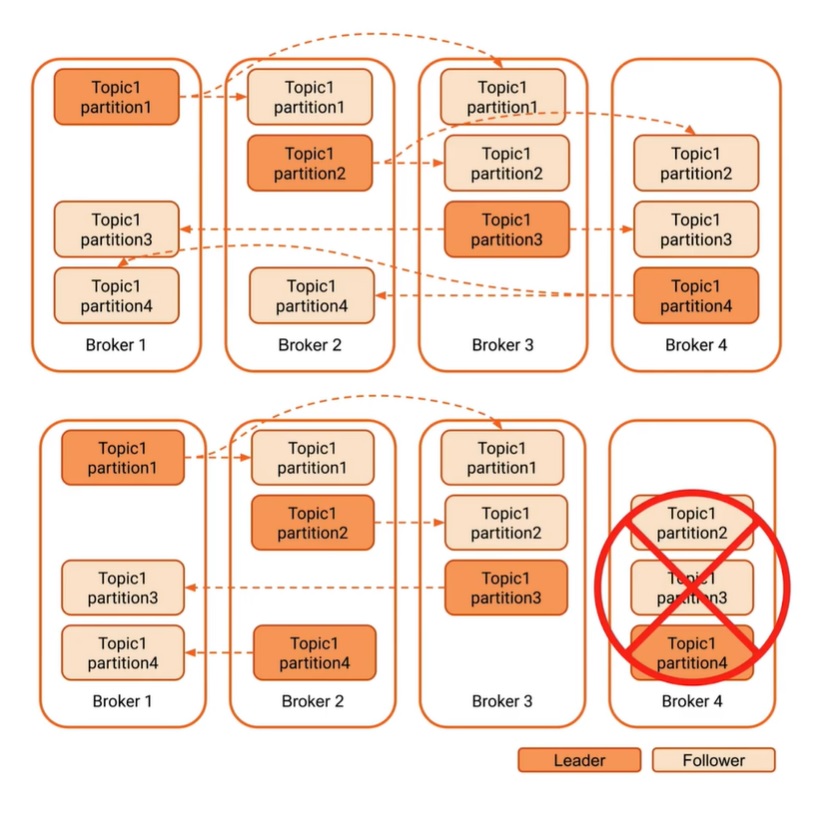 Topic1
partition1
Topic1
partition3
Topic1
partition4
Broker 1
Topic1
partition1
Topic1
partition2
Topic1
partition4
Broker 2
Topic1
partition1
Topic1
partition2
Topic1
partition3
Broker 3
Topic1
partition2
Topic1
partition3
Topic1
partition4
Broker 4
Topic1
partition1
Topic1
partition3
Topic1
partition4
Broker 1
Topic1
partition1
Topic1
partition2
Topic1
partition4
Broker 2
Topic1
partition1
Topic1
partition2
Topic1
partition3
Broker 3
Topic1
partition2
Topic1
partition3
Topic1
partition4
Broker 4
Leader
Follower